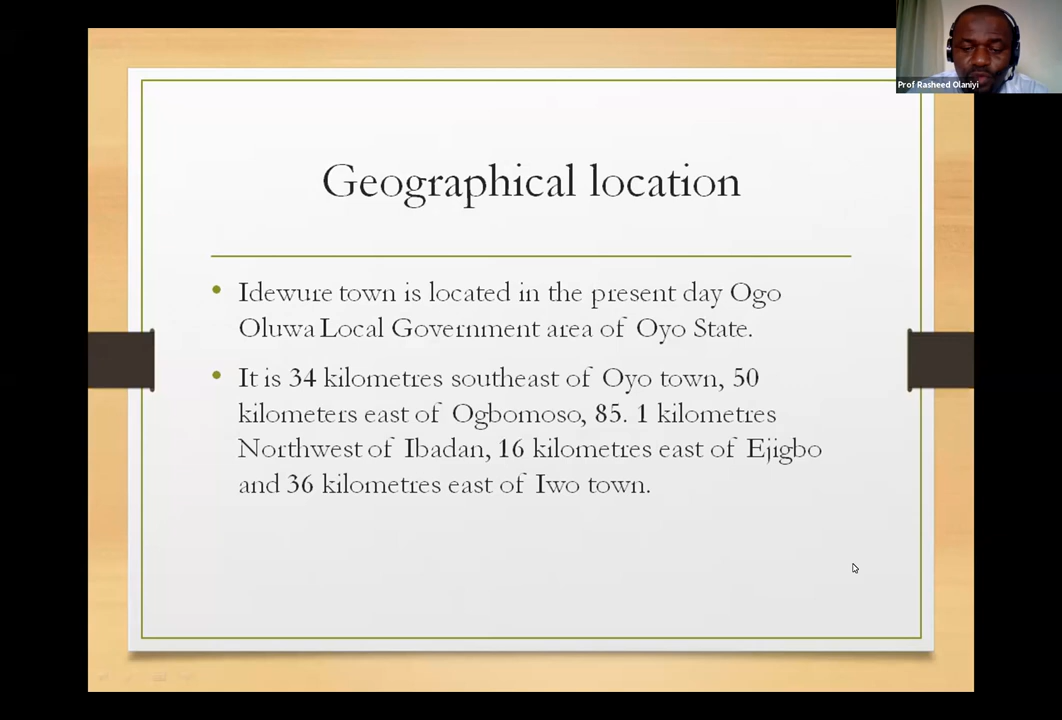 Prof Rasheed Olaniyi
Geographical location
• Idewure town is located in the present day Ogo
Oluwa Local Government area of Oyo State.
• It is 34 kilometres southeast of Oyo town, 50
kilometers east of Ogbomoso, 85. 1 kilometres
Northwest of Ibadan, 16 kilometres east of Ejigbo
and 36 kilometres east of Iwo town.